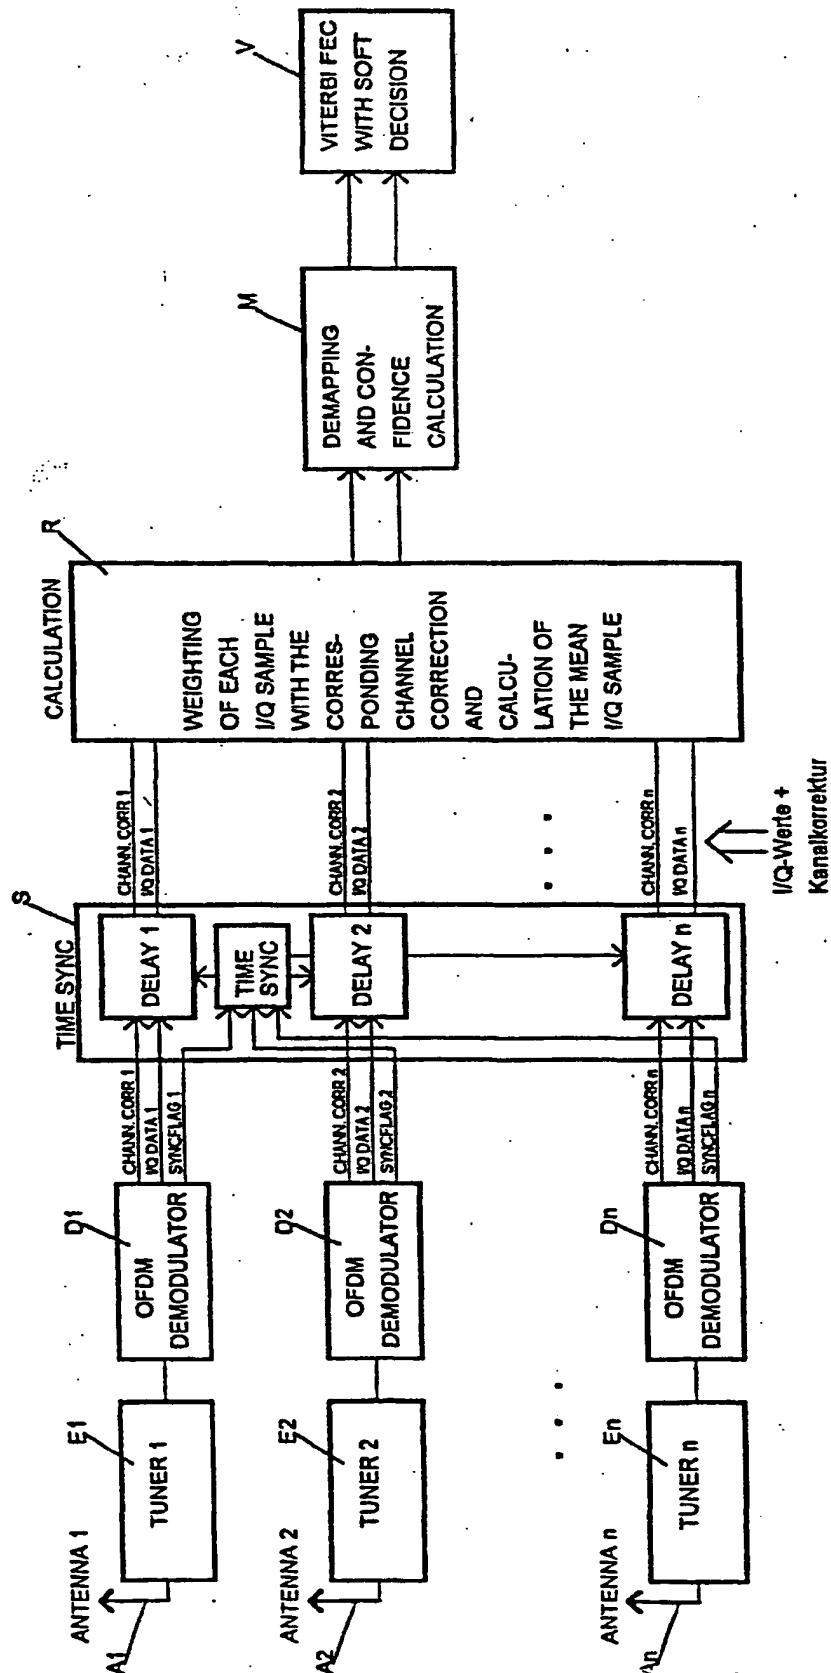 ANTENNA 1
A1
E1
TUNER 1
D1
OFDM
DEMODULATOR
CHANN. CORR 1
I/Q DATA 1
SYNCFLAG 1
ANTENNA 2
A2
E2
TUNER 2
D2
OFDM
DEMODULATOR
CHANN. CORR 2
I/Q DATA 2
SYNCFLAG 2
. . .
ANTENNA n
An
En
TUNER n
Dn
OFDM
DEMODULATOR
CHANN. CORR n
I/Q DATA n
SYNCFLAG n
TIME SYNC
S
DELAY 1
TIME
SYNC
DELAY 2
DELAY n
CHANN. CORR 1
I/Q DATA 1
CHANN. CORR 2
I/Q DATA 2
. . .
CHANN. CORR n
I/Q DATA n
I/Q-Werte +
Kanalkorrektur
CALCULATION
R
WEIGHTING
OF EACH
I/Q SAMPLE
WITH THE
CORRES-
PONDING
CHANNEL
CORRECTION
AND
CALCU-
LATION OF
THE MEAN
I/Q SAMPLE
M
DEMAPPING
AND CON-
FIDENCE
CALCULATION
V
VITERBI FEC
WITH SOFT
DECISION